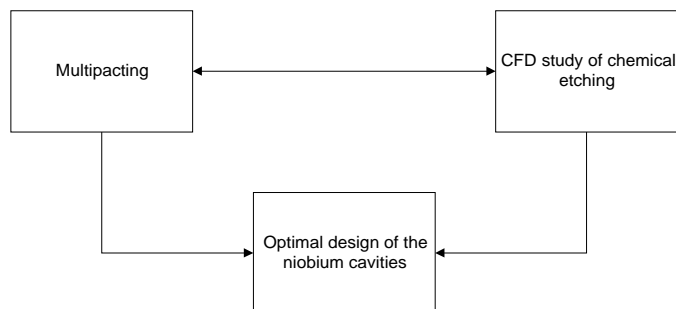 Multipacting
CFD study of chemical
etching
Optimal design of the
niobium cavities